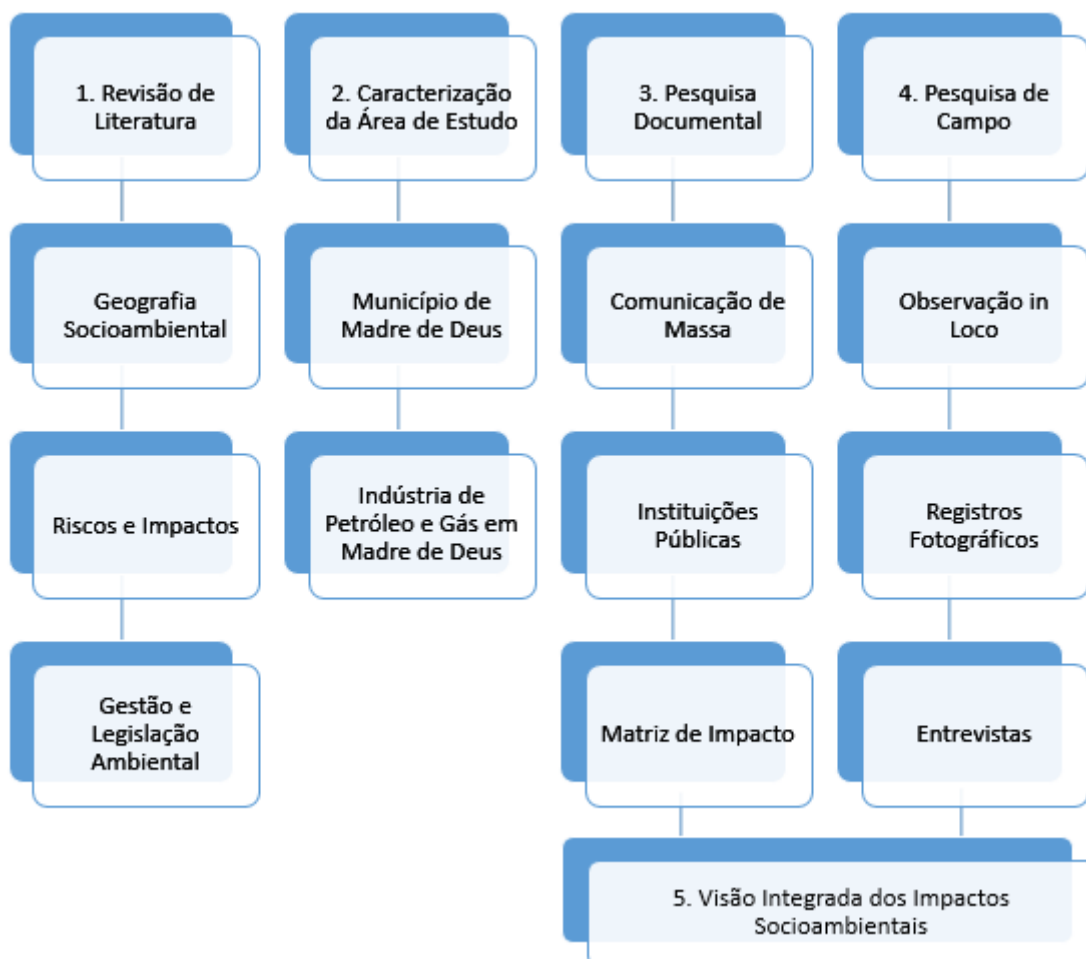 1. Revisão de
Literatura
Geografia
Socioambiental
Riscos e Impactos
Gestão e
Legislação
Ambiental
2. Caracterização
da Área de Estudo
Município de
Madre de Deus
Indústria de
Petróleo e Gás em
Madre de Deus
3. Pesquisa
Documental
Comunicação de
Massa
Instituições
Públicas
Matriz de Impacto
4. Pesquisa de
Campo
Observação in
Loco
Registros
Fotográficos
Entrevistas
5. Visão Integrada dos Impactos
Socioambientais